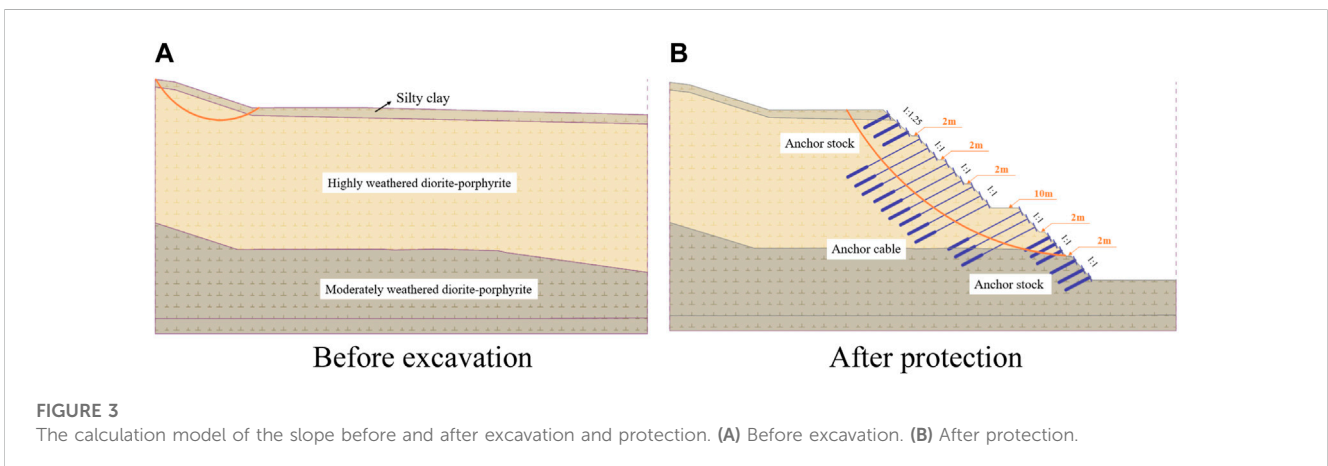 A
Silty clay
Highly weathered diorite-porphyrite
Moderately weathered diorite-porphyrite
Before excavation
B
1:1.25
2m
Anchor stock
1:1
2m
1:1
2m
1:1
10m
1:1
2m
Anchor cable
1:1
2m
Anchor stock
1:1
After protection
FIGURE 3
The calculation model of the slope before and after excavation and protection. (A) Before excavation. (B) After protection.